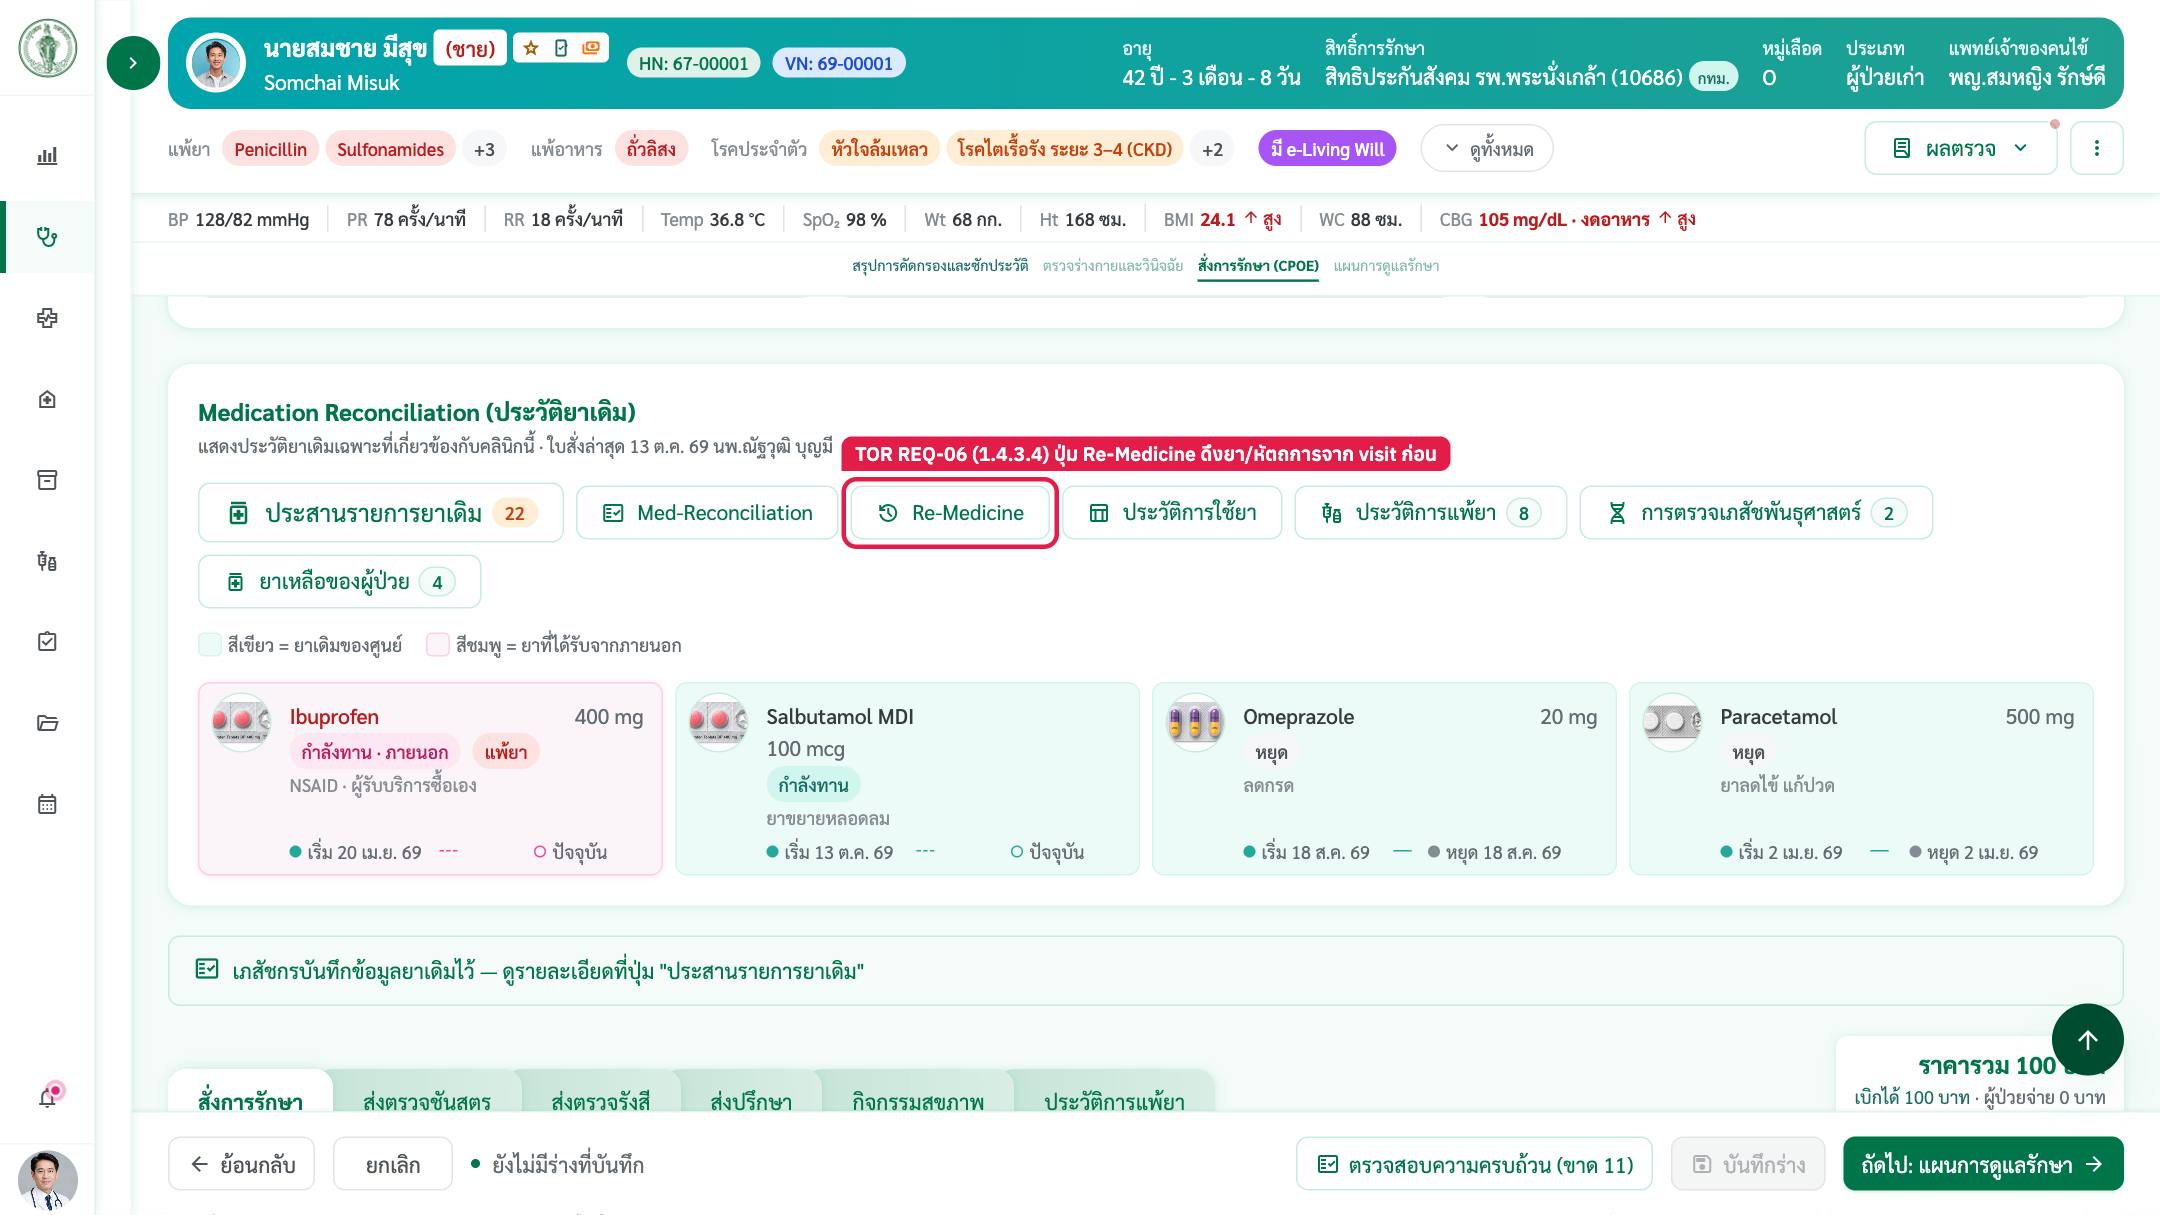 นายสมชาย มีสุข (ชาย)
Somchai Misuk
HN: 67-00001 VN: 69-00001
อายุ
42 ปี - 3 เดือน - 8 วัน
สิทธิ์การรักษา
สิทธิประกันสังคม รพ.พระนั่งเกล้า (10686) กทม.
หมู่เลือด
O
ประเภท
ผู้ป่วยเก่า
แพทย์เจ้าของคนไข้
พญ.สมหญิง รักษ์ดี
แพ้ยา Penicillin Sulfonamides +3 แพ้อาหาร ถั่วลิสง โรคประจำตัว หัวใจล้มเหลว โรคไตเรื้อรัง ระยะ 3–4 (CKD) +2 มี e-Living Will ดูทั้งหมด ผลตรวจ
BP 128/82 mmHg PR 78 ครั้ง/นาที RR 18 ครั้ง/นาที Temp 36.8 °C SpO₂ 98 % Wt 68 กก. Ht 168 ซม. BMI 24.1 ↑ สูง WC 88 ซม. CBG 105 mg/dL · งดอาหาร ↑ สูง
สรุปการคัดกรองและซักประวัติ ตรวจร่างกายและวินิจฉัย สั่งการรักษา (CPOE) แผนการดูแลรักษา
Medication Reconciliation (ประวัติยาเดิม)
แสดงประวัติยาเดิมเฉพาะที่เกี่ยวข้องกับคลินิกนี้ · ใบสั่งล่าสุด 13 ต.ค. 69 นพ.ณัฐวุฒิ บุญมี
TOR REQ-06 (1.4.3.4) ปุ่ม Re-Medicine ดึงยา/หัตถการจาก visit ก่อน
ประสานรายการยาเดิม 22 Med-Reconciliation Re-Medicine ประวัติการใช้ยา ประวัติการแพ้ยา 8 การตรวจเภสัชพันธุศาสตร์ 2
ยาเหลือของผู้ป่วย 4
สีเขียว = ยาเดิมของศูนย์ สีชมพู = ยาที่ได้รับจากภายนอก
Ibuprofen 400 mg
กำลังทาน · ภายนอก แพ้ยา
NSAID · ผู้รับบริการซื้อเอง
เริ่ม 20 เม.ย. 69 --- ปัจจุบัน
Salbutamol MDI
100 mcg
กำลังทาน
ยาขยายหลอดลม
เริ่ม 13 ต.ค. 69 --- ปัจจุบัน
Omeprazole 20 mg
หยุด
ลดกรด
เริ่ม 18 ส.ค. 69 — หยุด 18 ส.ค. 69
Paracetamol 500 mg
หยุด
ยาลดไข้ แก้ปวด
เริ่ม 2 เม.ย. 69 — หยุด 2 เม.ย. 69
เภสัชกรบันทึกข้อมูลยาเดิมไว้ — ดูรายละเอียดที่ปุ่ม "ประสานรายการยาเดิม"
ราคารวม 100
เบิกได้ 100 บาท · ผู้ป่วยจ่าย 0 บาท
สั่งการรักษา ส่งตรวจชันสูตร ส่งตรวจรังสี ส่งปรึกษา กิจกรรมสุขภาพ ประวัติการแพ้ยา
ย้อนกลับ ยกเลิก ยังไม่มีร่างที่บันทึก ตรวจสอบความครบถ้วน (ขาด 11) บันทึกร่าง ถัดไป: แผนการดูแลรักษา →